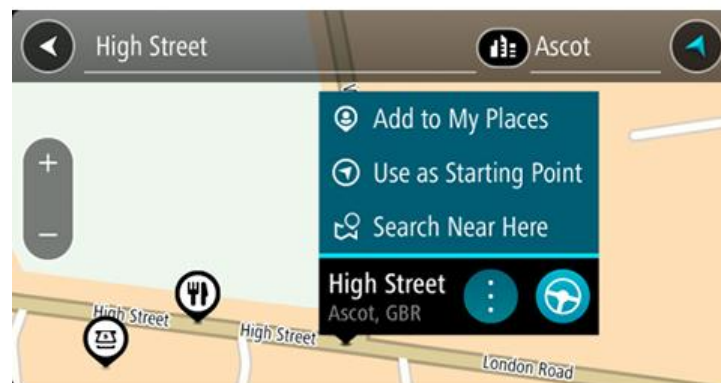 High Street
Ascot
Add to My Places
Use as Starting Point
Search Near Here
High Street
Ascot, GBR
High Street
High Street
London Road